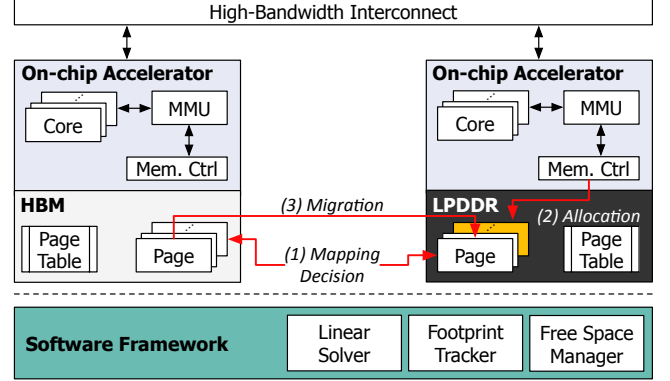 High-Bandwidth Interconnect
On-chip Accelerator
Core
MMU
Mem. Ctrl
HBM
Page
Table
Page
On-chip Accelerator
Core
MMU
Mem. Ctrl
LPDDR
(2) Allocation
Page
Page
Table
(3) Migration
(1) Mapping
Decision
Software Framework
Linear
Solver
Footprint
Tracker
Free Space
Manager